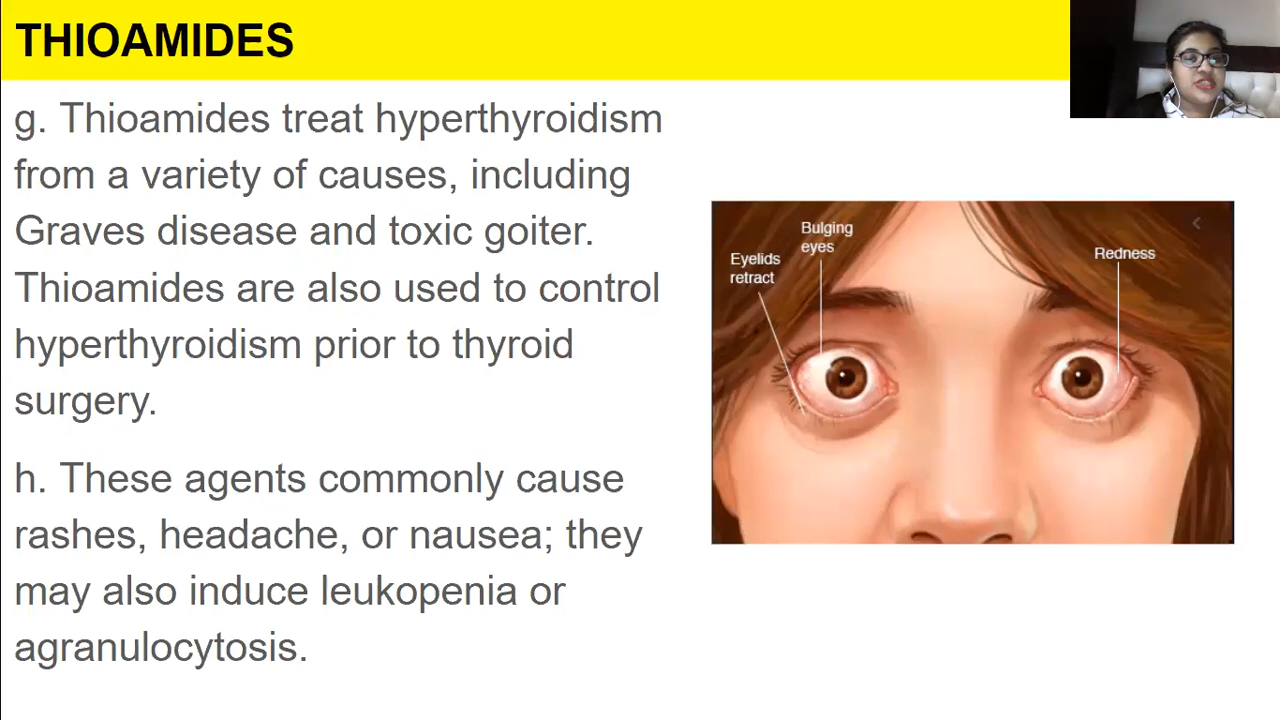 THIOAMIDES
g. Thioamides treat hyperthyroidism
from a variety of causes, including
Graves disease and toxic goiter.
Thioamides are also used to control
hyperthyroidism prior to thyroid
surgery.
h. These agents commonly cause
rashes, headache, or nausea; they
may also induce leukopenia or
agranulocytosis.
Bulging
eyes
Eyelids
retract
Redness